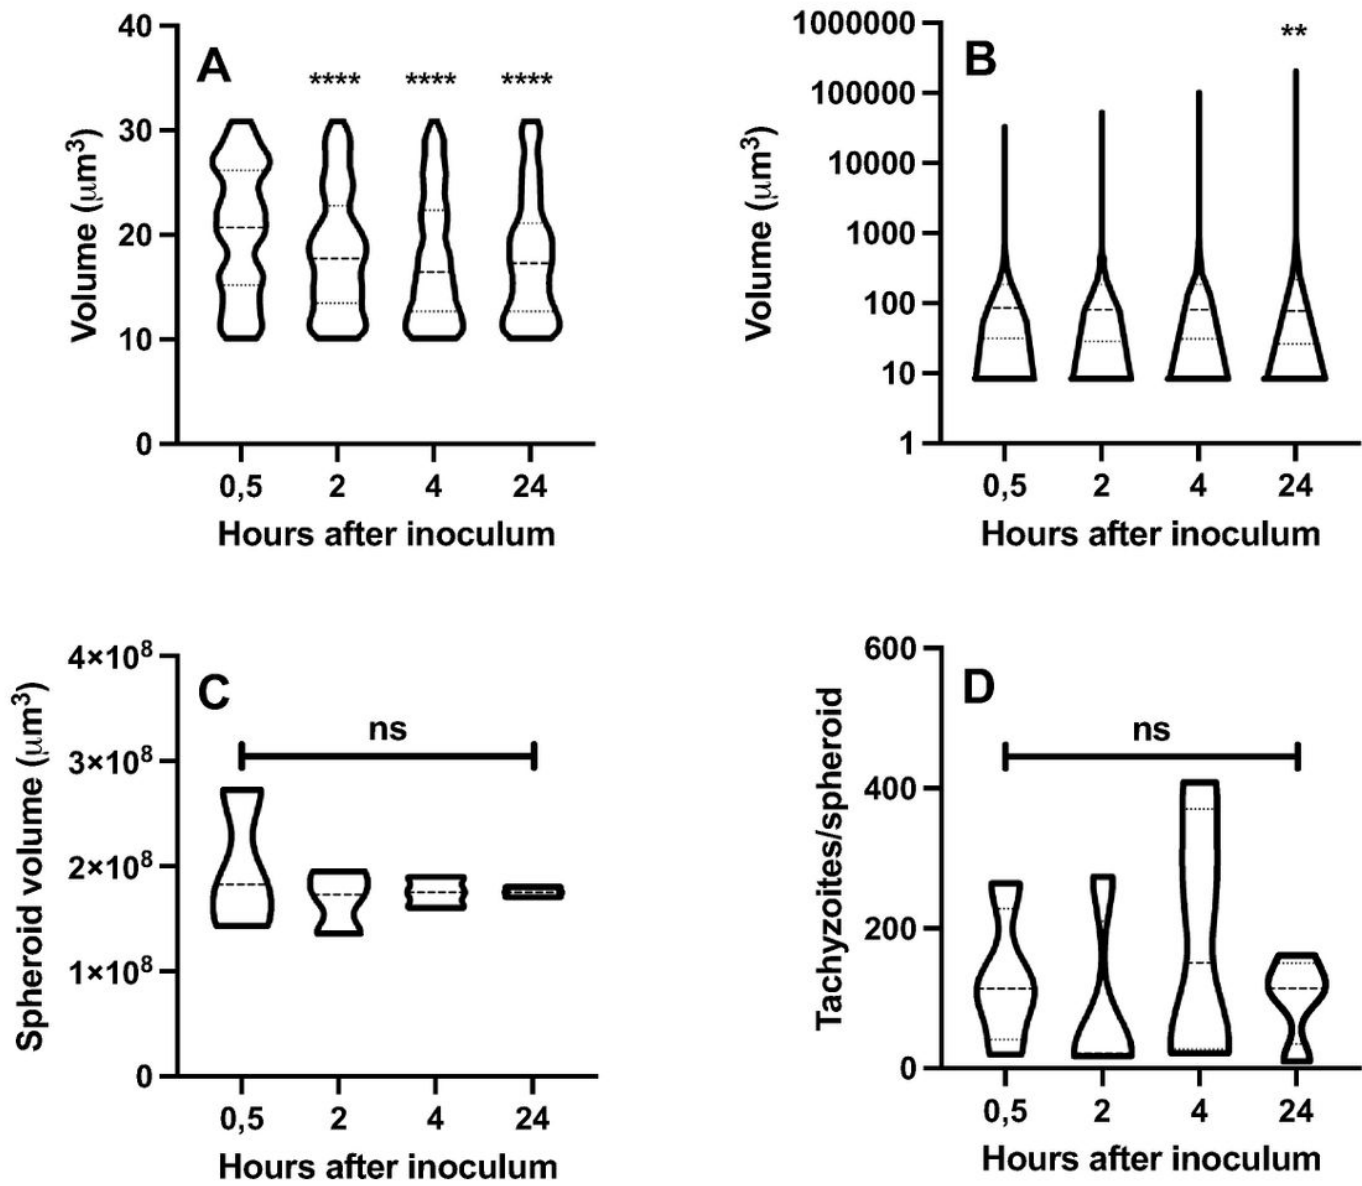 A
Volume (μm³)
40
30
20
10
0
**** **** ****
0,5 2 4 24
Hours after inoculum
B
Volume (μm³)
1000000
100000
10000
1000
100
10
1
**
0,5 2 4 24
Hours after inoculum
C
Spheroid volume (μm³)
4×10⁸
3×10⁸
2×10⁸
1×10⁸
0
ns
0,5 2 4 24
Hours after inoculum
D
Tachyzoites/spheroid
600
400
200
0
ns
0,5 2 4 24
Hours after inoculum